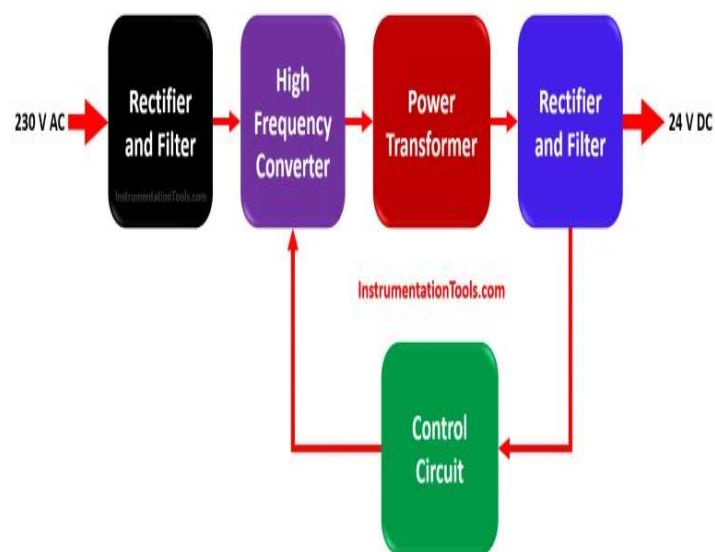 230 V AC
Rectifier
and Filter
InstrumentationTools.com
High
Frequency
Converter
Power
Transformer
Rectifier
and Filter
24 V DC
InstrumentationTools.com
Control
Circuit